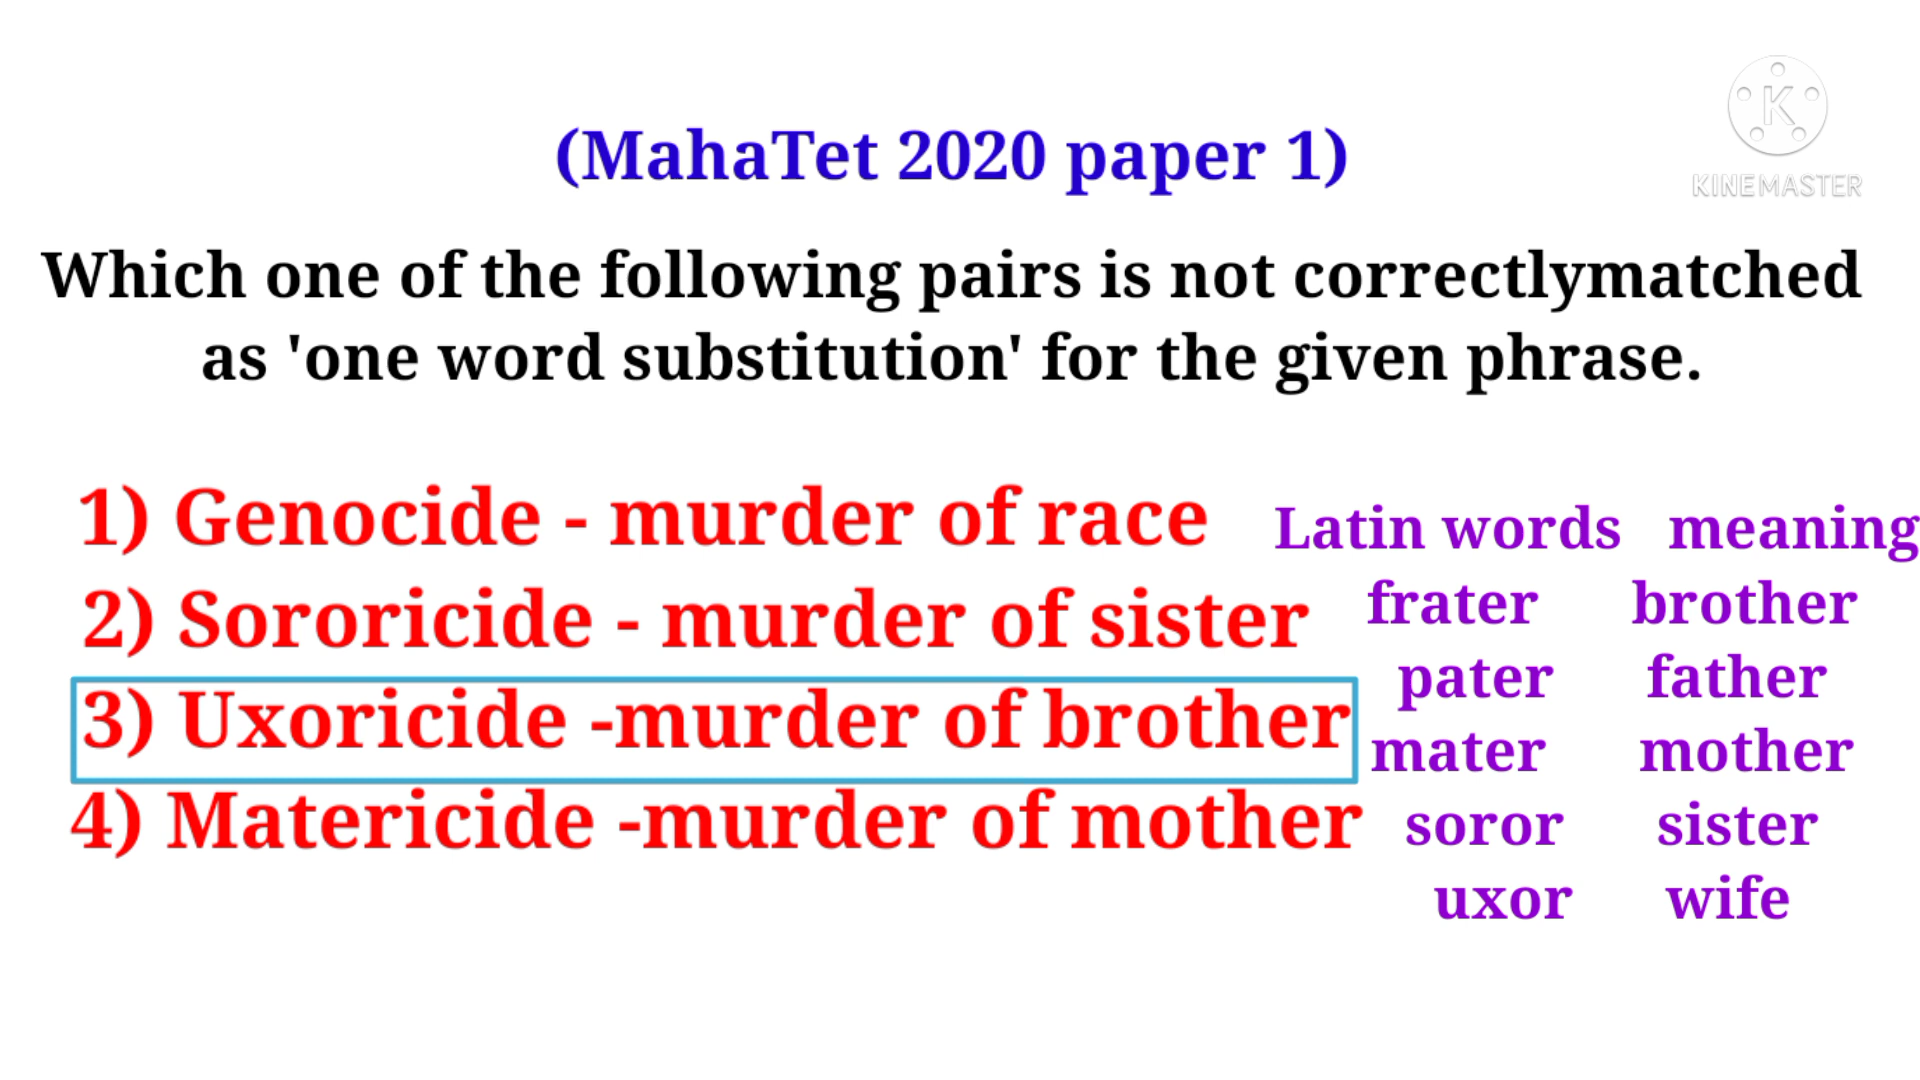 KINEMASTER
(MahaTet 2020 paper 1)
Which one of the following pairs is not correctlymatched
as 'one word substitution' for the given phrase.
1) Genocide - murder of race
2) Sororicide - murder of sister
3) Uxoricide -murder of brother
4) Matericide -murder of mother
Latin words meaning
frater brother
pater father
mater mother
soror sister
uxor wife